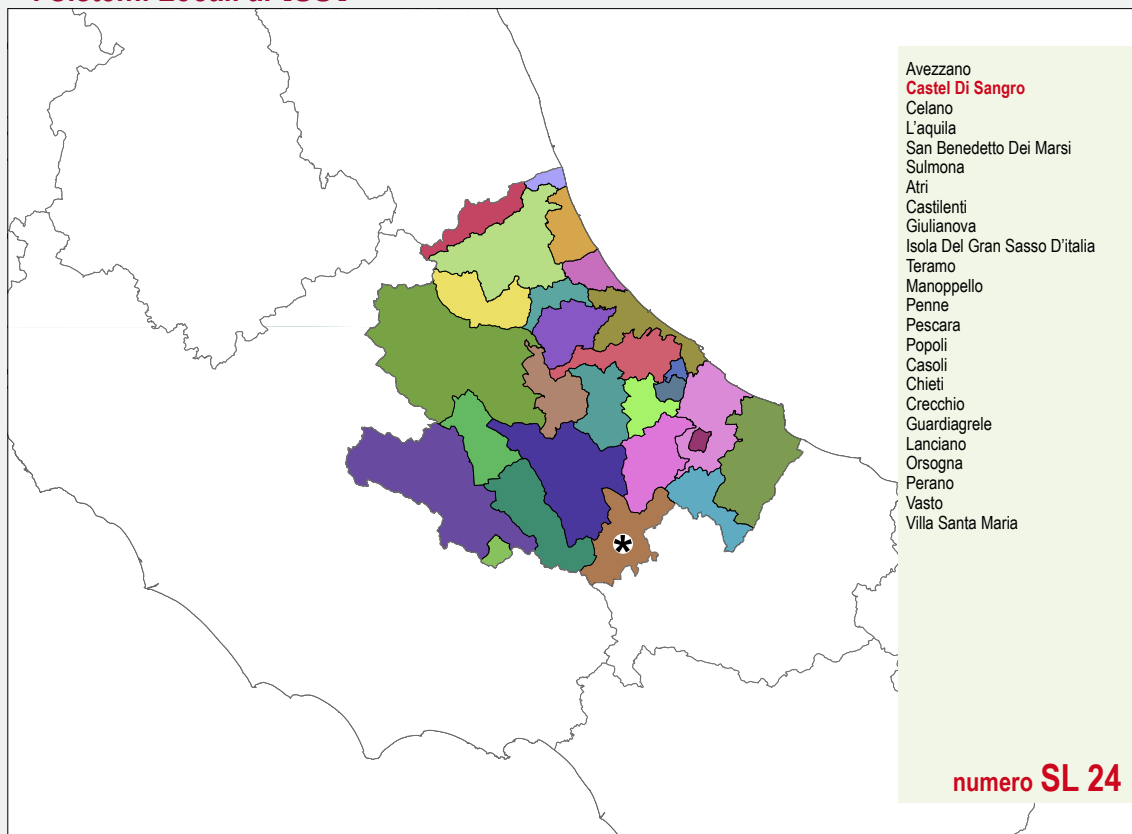 Avezzano
Castel Di Sangro
Celano
L'aquila
San Benedetto Dei Marsi
Sulmona
Atri
Castilenti
Giulianova
Isola Del Gran Sasso D'italia
Teramo
Manoppello
Penne
Pescara
Popoli
Casoli
Chieti
Crecchio
Guardiagrele
Lanciano
Orsogna
Perano
Vasto
Villa Santa Maria
*
numero SL 24